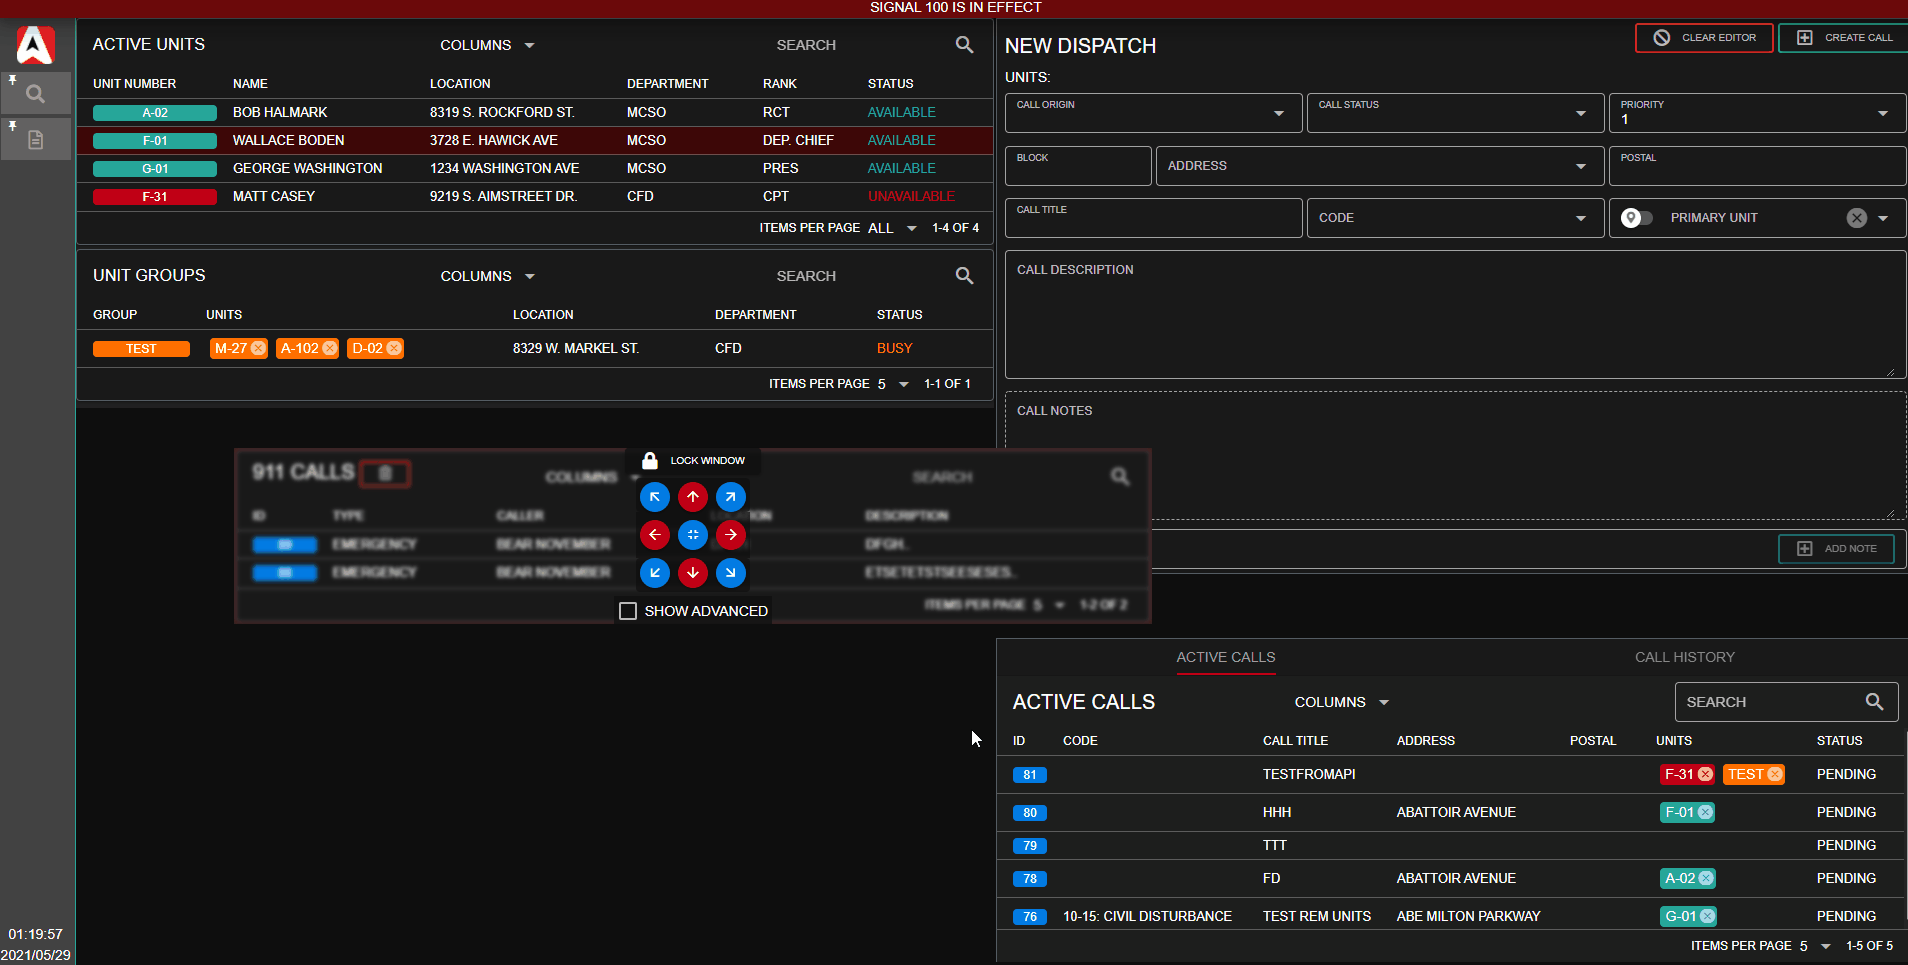 SIGNAL 100 IS IN EFFECT
ACTIVE UNITS COLUMNS SEARCH
UNIT NUMBER NAME LOCATION DEPARTMENT RANK STATUS
A-02 BOB HALMARK 8319 S. ROCKFORD ST. MCSO RCT AVAILABLE
F-01 WALLACE BODEN 3728 E. HAWICK AVE MCSO DEP. CHIEF AVAILABLE
G-01 GEORGE WASHINGTON 1234 WASHINGTON AVE MCSO PRES AVAILABLE
F-31 MATT CASEY 9219 S. AIMSTREET DR. CFD CPT UNAVAILABLE
ITEMS PER PAGE ALL 1-4 OF 4
UNIT GROUPS COLUMNS SEARCH
GROUP UNITS LOCATION DEPARTMENT STATUS
TEST M-27 A-102 D-02 8329 W. MARKEL ST. CFD BUSY
ITEMS PER PAGE 5 1-1 OF 1
NEW DISPATCH CLEAR EDITOR CREATE CALL
UNITS:
CALL ORIGIN CALL STATUS PRIORITY
1
BLOCK ADDRESS POSTAL
CALL TITLE CODE PRIMARY UNIT
CALL DESCRIPTION
CALL NOTES
ADD NOTE
911 CALLS COLUMNS LOCK WINDOW SEARCH
ID TYPE CALLER DESCRIPTION
EMERGENCY BEAR NOVEMBER DFGH..
EMERGENCY BEAR NOVEMBER
ITEMS PER PAGE 5 1-2 OF 2
SHOW ADVANCED
ACTIVE CALLS CALL HISTORY
ACTIVE CALLS COLUMNS SEARCH
ID CODE CALL TITLE ADDRESS POSTAL UNITS STATUS
81 TESTFROMAPI F-31 TEST PENDING
80 HHH ABATTOIR AVENUE F-01 PENDING
79 TTT PENDING
78 FD ABATTOIR AVENUE A-02 PENDING
76 10-15: CIVIL DISTURBANCE TEST REM UNITS ABE MILTON PARKWAY G-01 PENDING
ITEMS PER PAGE 5 1-5 OF 5
01:19:57
2021/05/29